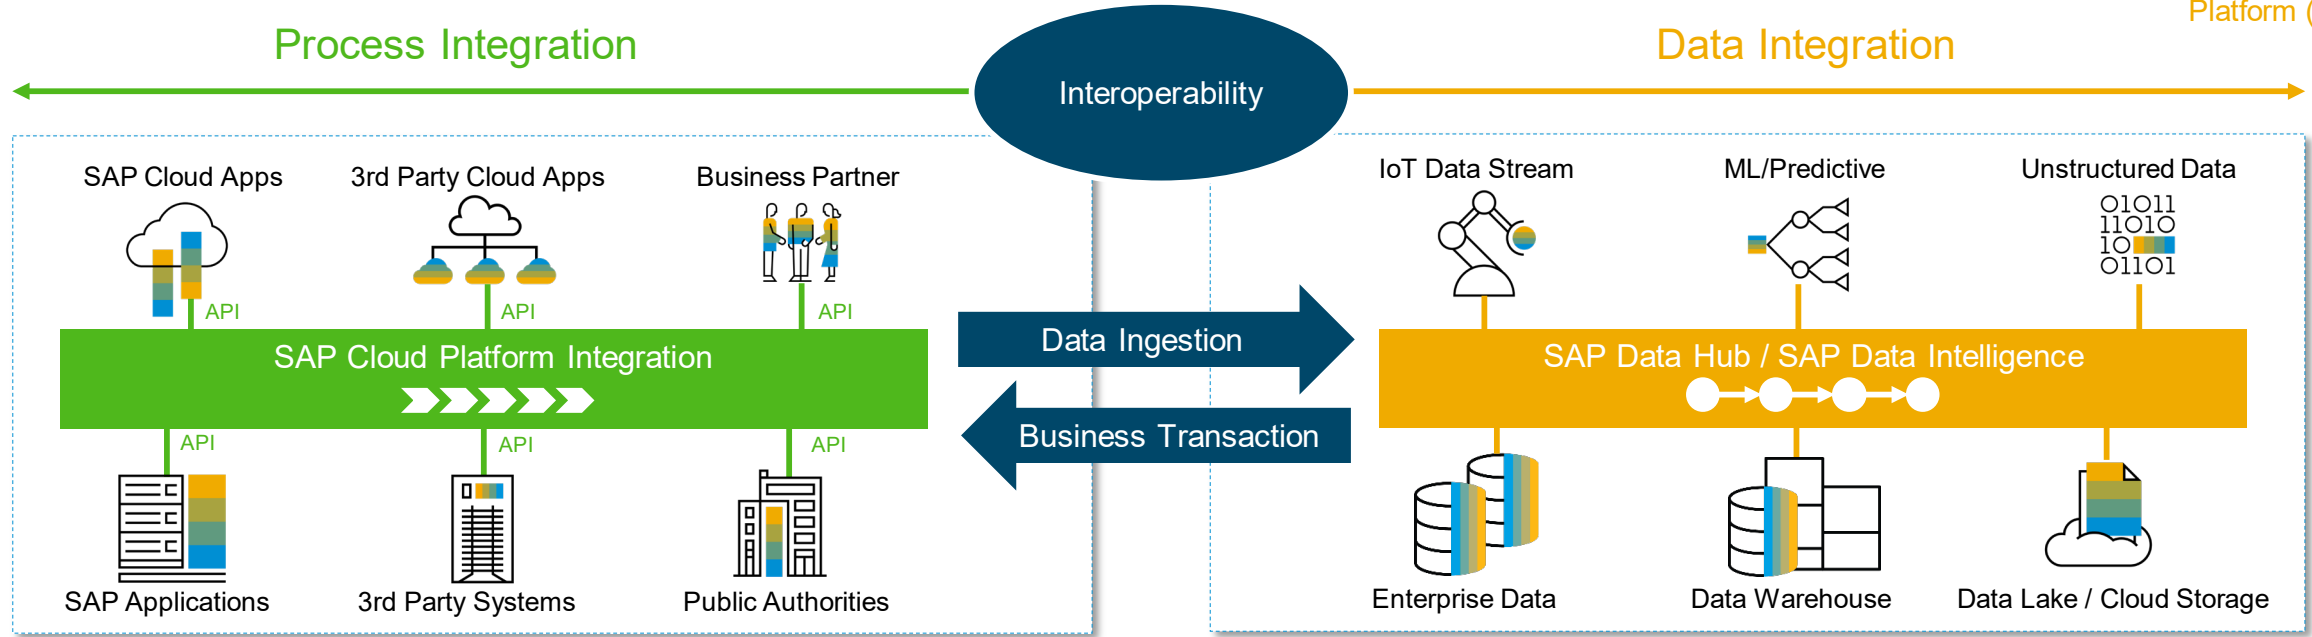 Platform (
Process Integration
Interoperability
Data Integration
SAP Cloud Apps
3rd Party Cloud Apps
Business Partner
API
API
API
SAP Cloud Platform Integration
API
API
API
SAP Applications
3rd Party Systems
Public Authorities
Data Ingestion
Business Transaction
IoT Data Stream
ML/Predictive
Unstructured Data
01011
11010
10
01101
SAP Data Hub / SAP Data Intelligence
Enterprise Data
Data Warehouse
Data Lake / Cloud Storage